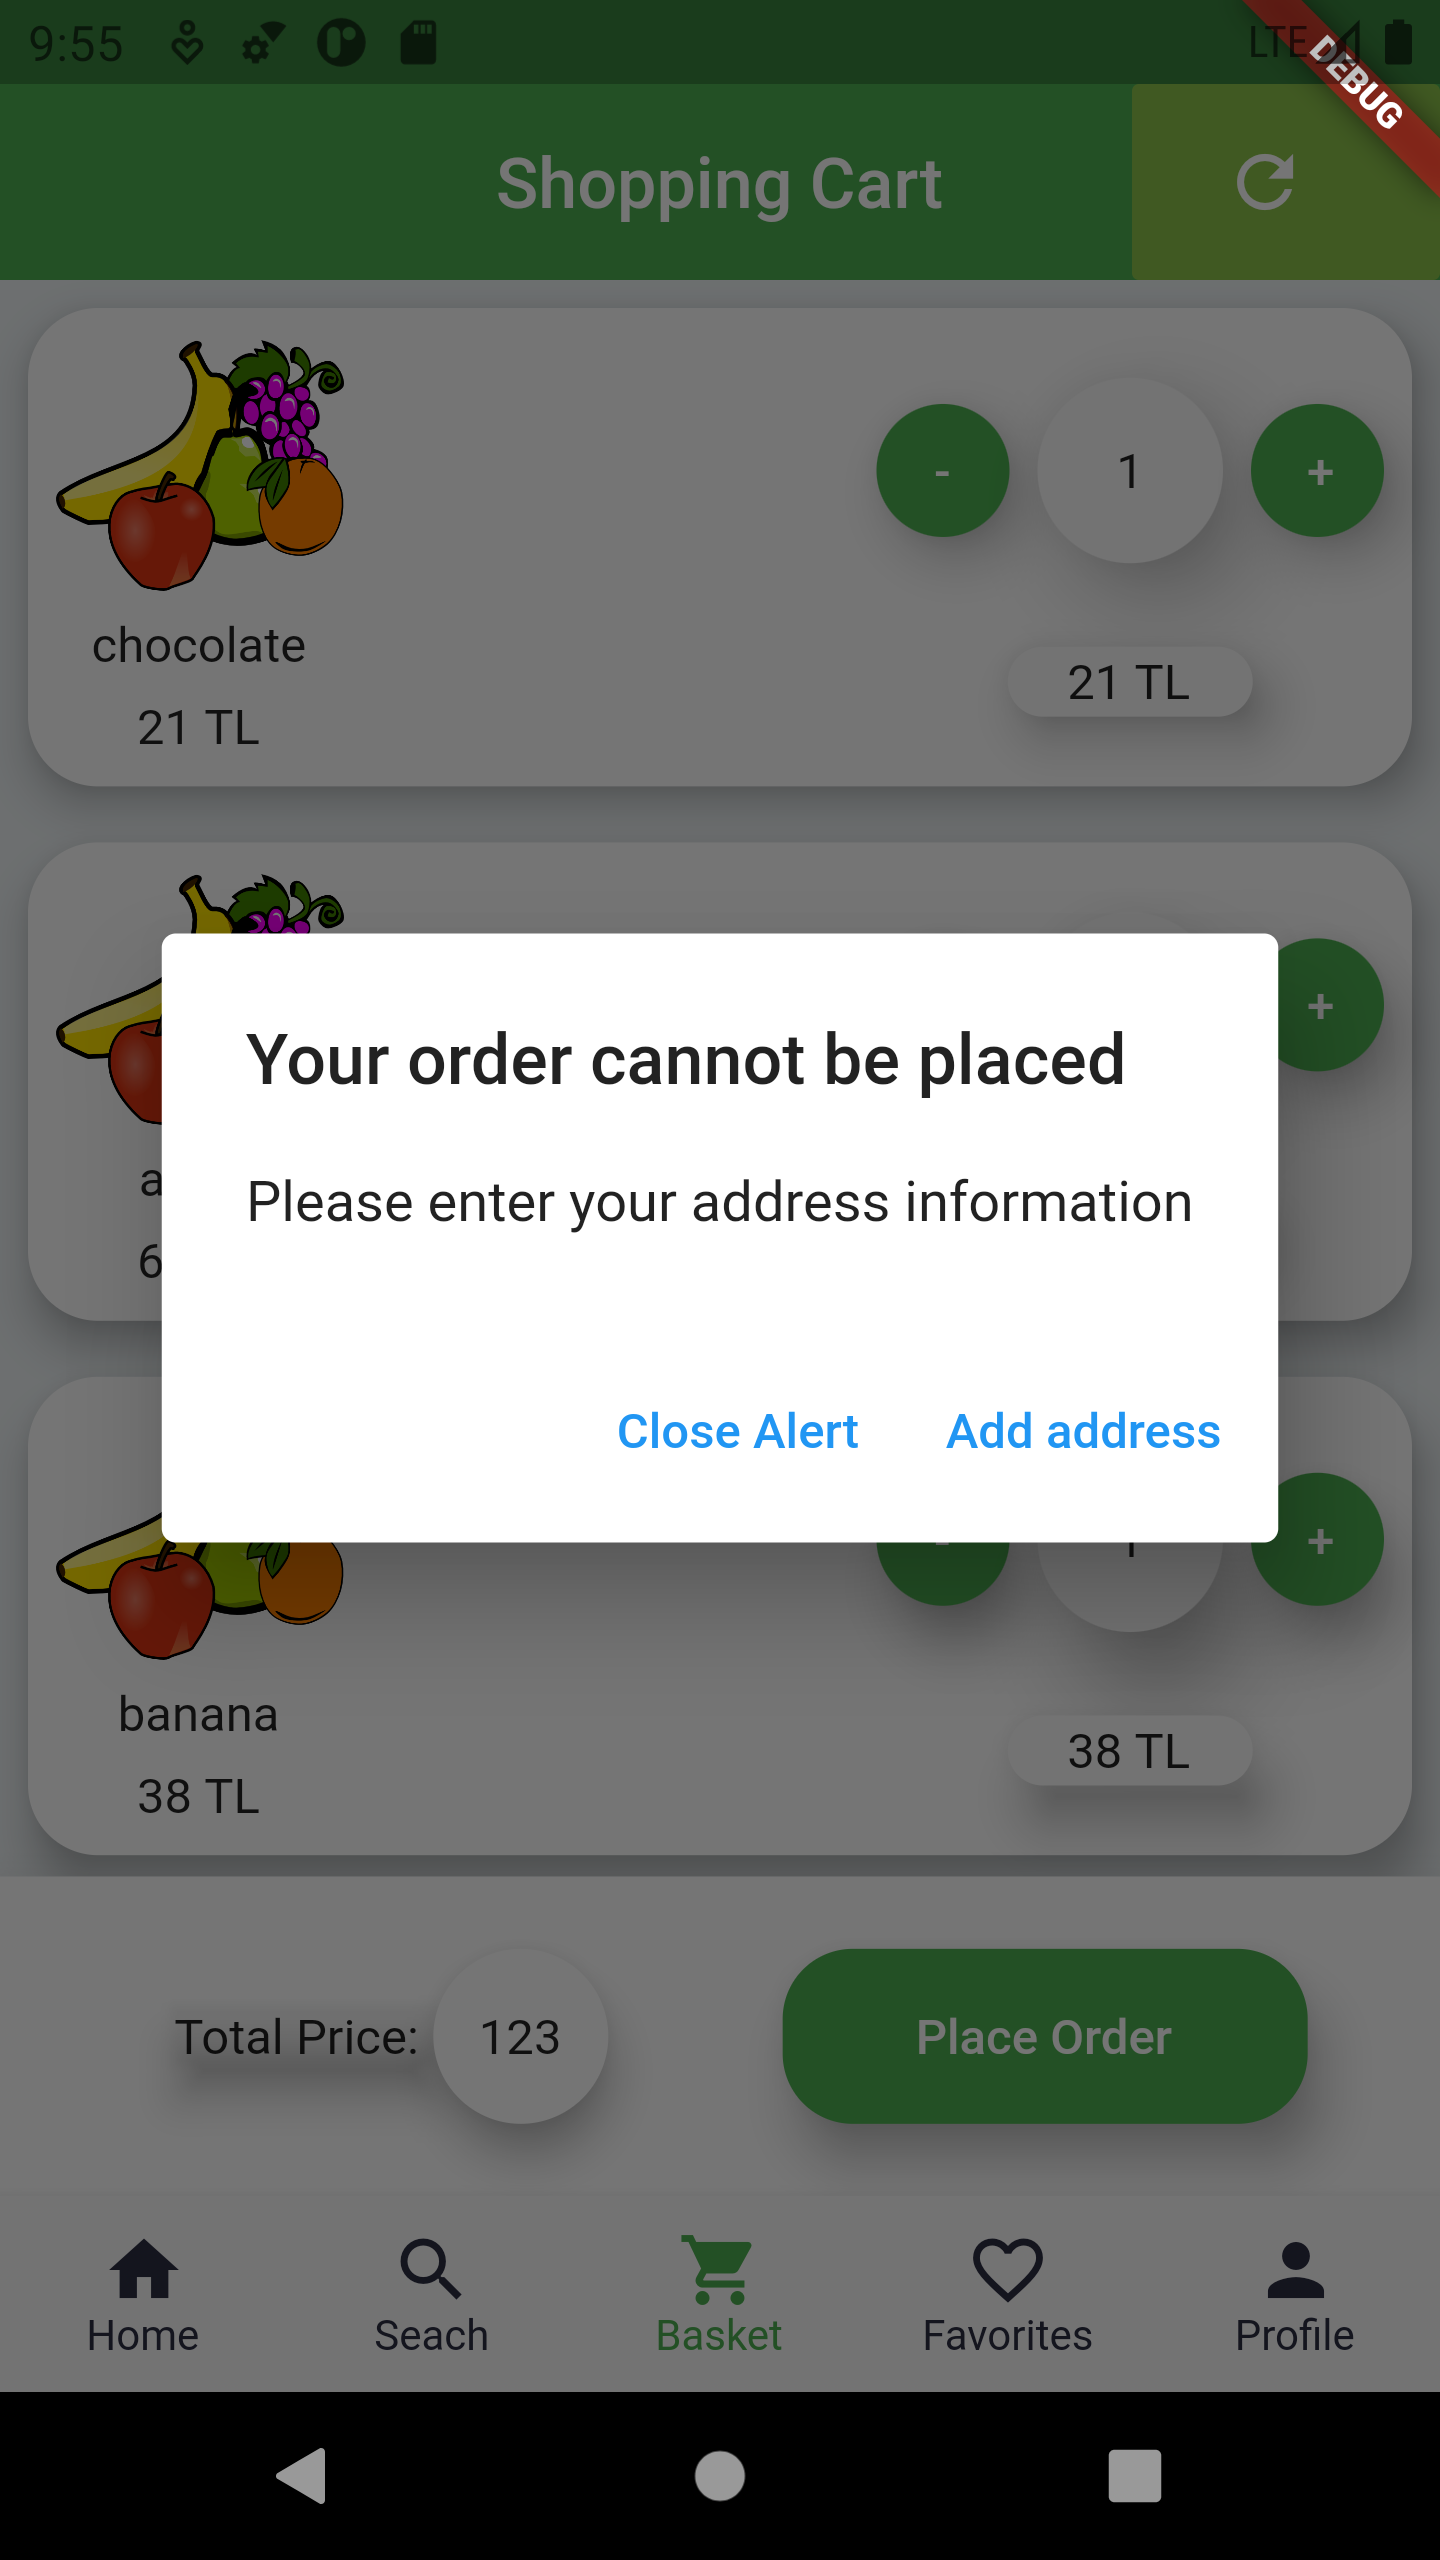 9:55
LTE
DEBUG
Shopping Cart
-
1
+
chocolate
21 TL
21 TL
+
Your order cannot be placed
Please enter your address information
Close Alert
Add address
+
banana
38 TL
38 TL
Total Price:
123
Place Order
Home
Seach
Basket
Favorites
Profile